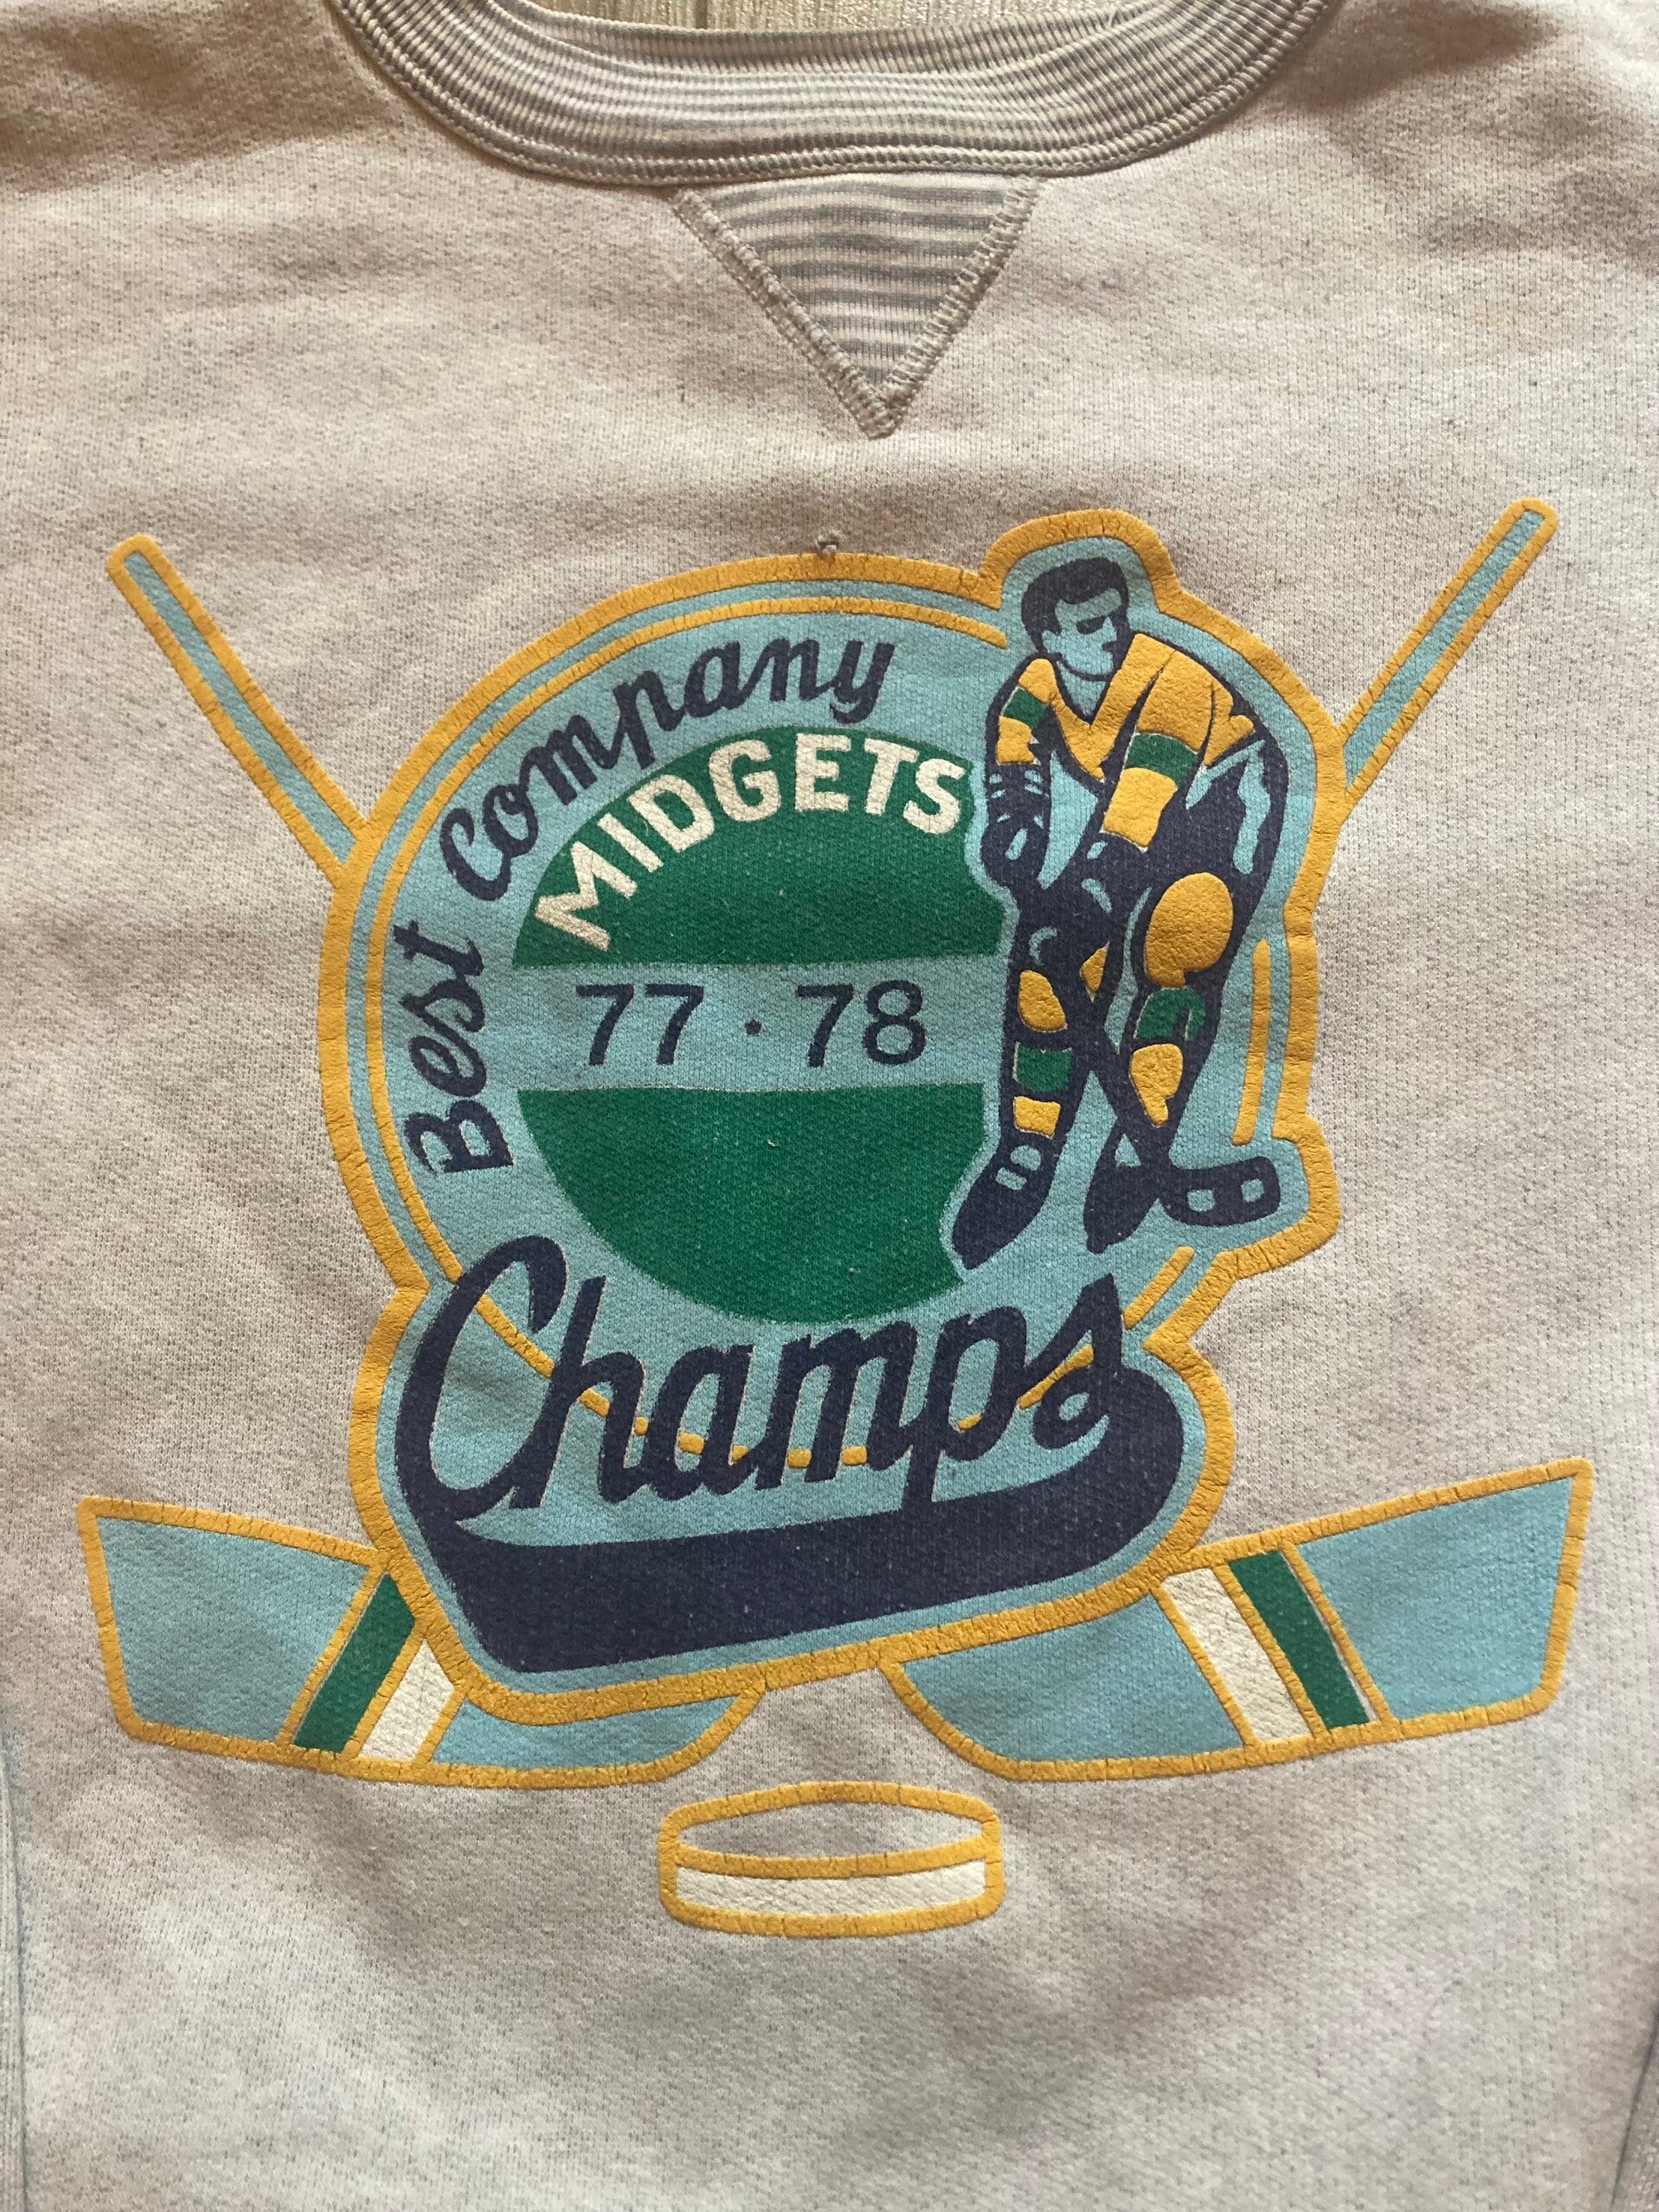 Best Company
MIDGETS
77 · 78
Champs